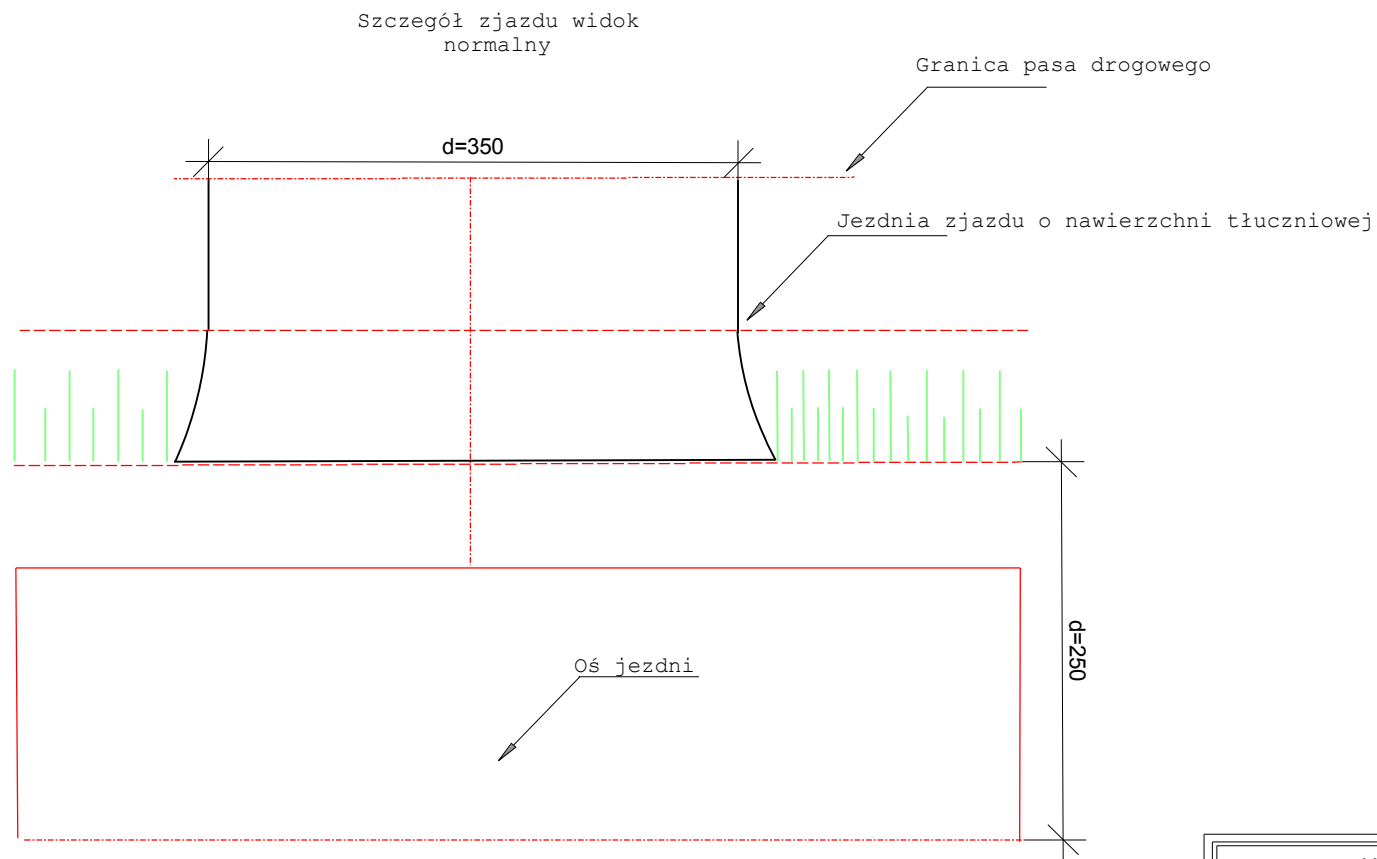 Szczegół zjazdu widok
normalny
Granica pasa drogowego
d=350
Jezdnia zjazdu o nawierzchni tłuczniowej
d=250
Oś jezdni